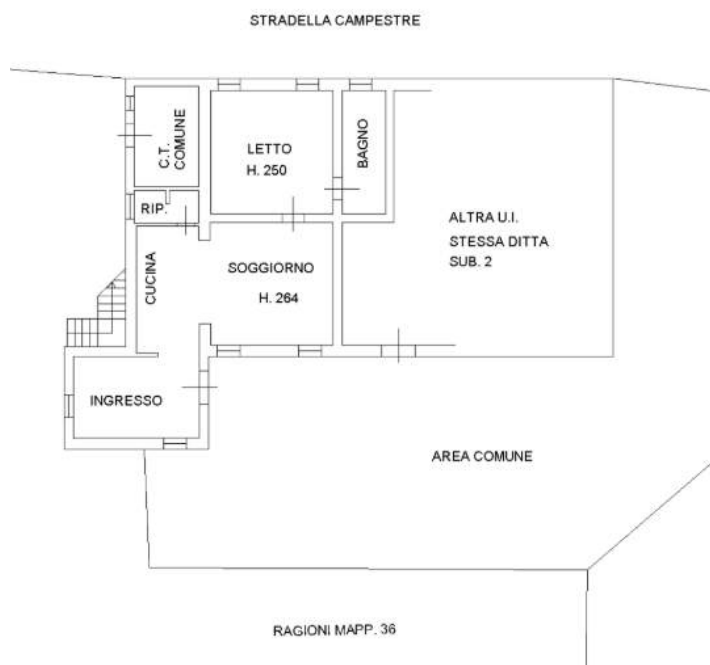 STRADELLA CAMPESTRE
C.T.
COMUNE
LETTO
H. 250
BAGNO
RIP.
ALTRA U.I.
STESSA DITTA
SUB. 2
CUCINA
SOGGIORNO
H. 264
INGRESSO
AREA COMUNE
RAGIONI MAPP. 36